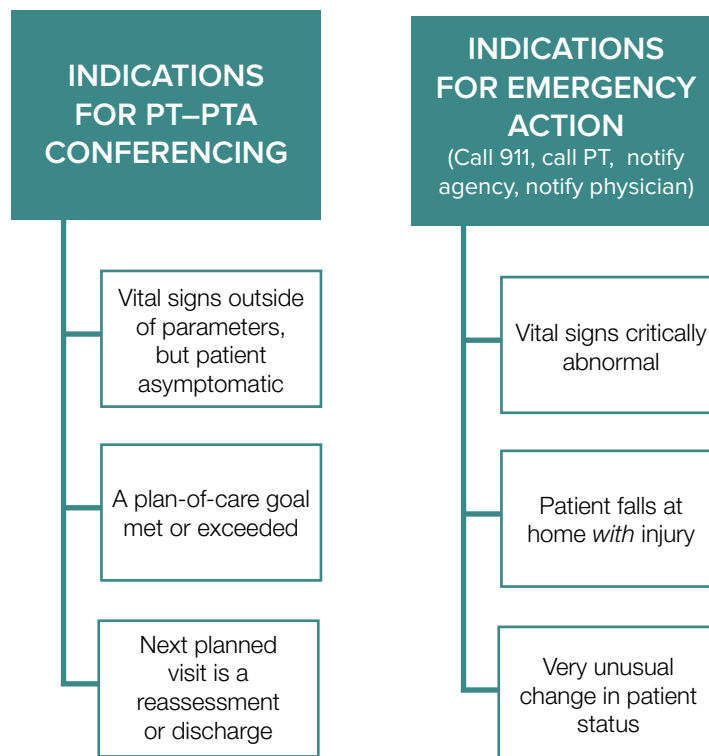 INDICATIONS
FOR PT–PTA
CONFERENCING
Vital signs outside
of parameters,
but patient
asymptomatic
A plan-of-care goal
met or exceeded
Next planned
visit is a
reassessment
or discharge
INDICATIONS
FOR EMERGENCY
ACTION
(Call 911, call PT, notify
agency, notify physician)
Vital signs critically
abnormal
Patient falls at
home with injury
Very unusual
change in patient
status